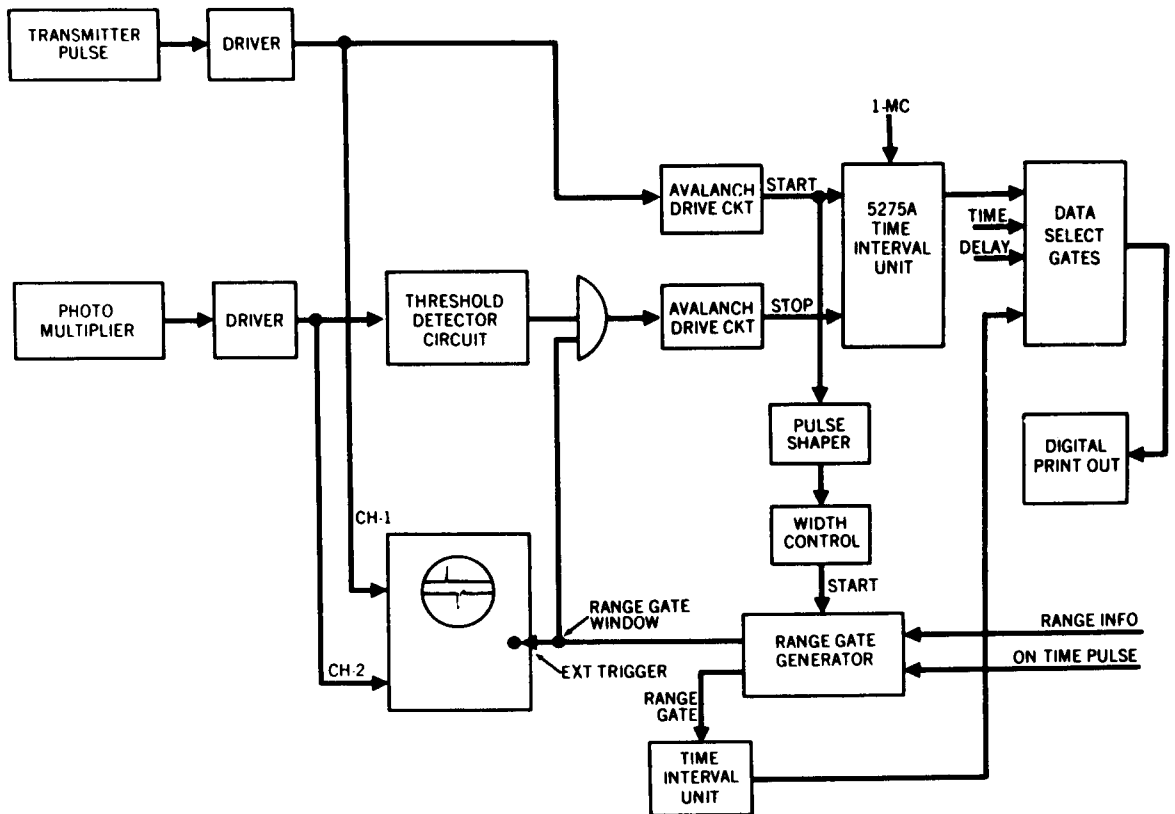 TRANSMITTER
PULSE
DRIVER
1-MC
AVALANCH
DRIVE CKT
START
5275A
TIME
INTERVAL
UNIT
TIME
DELAY
DATA
SELECT
GATES
PHOTO
MULTIPLIER
DRIVER
THRESHOLD
DETECTOR
CIRCUIT
AVALANCH
DRIVE CKT
STOP
PULSE
SHAPER
DIGITAL
PRINT OUT
WIDTH
CONTROL
START
CH-1
RANGE GATE
WINDOW
EXT TRIGGER
CH-2
RANGE GATE
GENERATOR
RANGE INFO
ON TIME PULSE
RANGE
GATE
TIME
INTERVAL
UNIT